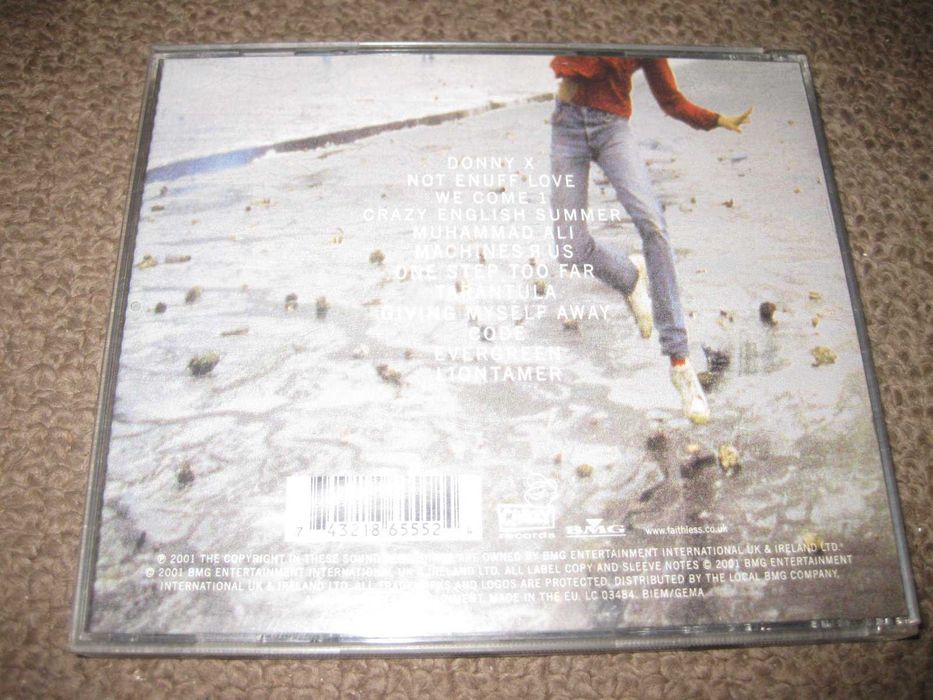 DONNY X
NOT ENUFF LOVE
WE COME 1
CRAZY ENGLISH SUMMER
MUHAMMAD ALI
MACHINES Я US
ONE STEP TOO FAR
TARANTULA
GIVING MYSELF AWAY
CODE
EVERGREEN
LIONTAMER
7 43218 65552 4
records
BMG
www.faithless.co.uk
℗ 2001 THE COPYRIGHT IN THESE SOUND ARE OWNED BY BMG ENTERTAINMENT INTERNATIONAL UK & IRELAND LTD.
© 2001 BMG ENTERTAINMENT INTERNATIONAL UK & IRELAND LTD. ALL LABEL COPY AND SLEEVE NOTES © 2001 BMG ENTERTAINMENT
INTERNATIONAL UK & IRELAND LTD. ALL TRADEMARKS AND LOGOS ARE PROTECTED. DISTRIBUTED BY THE LOCAL BMG COMPANY,
MADE IN THE EU. LC 03484. BIEM/GEMA